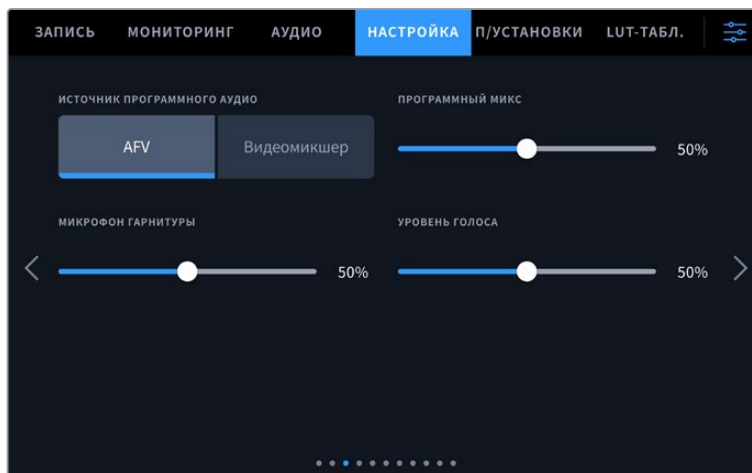 ЗАПИСЬ МОНИТОРИНГ АУДИО НАСТРОЙКА П/УСТАНОВКИ LUT-ТАБЛ.
ИСТОЧНИК ПРОГРАММНОГО АУДИО ПРОГРАММНЫЙ МИКС
AFV Видеомикшер 50%
МИКРОФОН ГАРНИТУРЫ УРОВЕНЬ ГОЛОСА
50% 50%